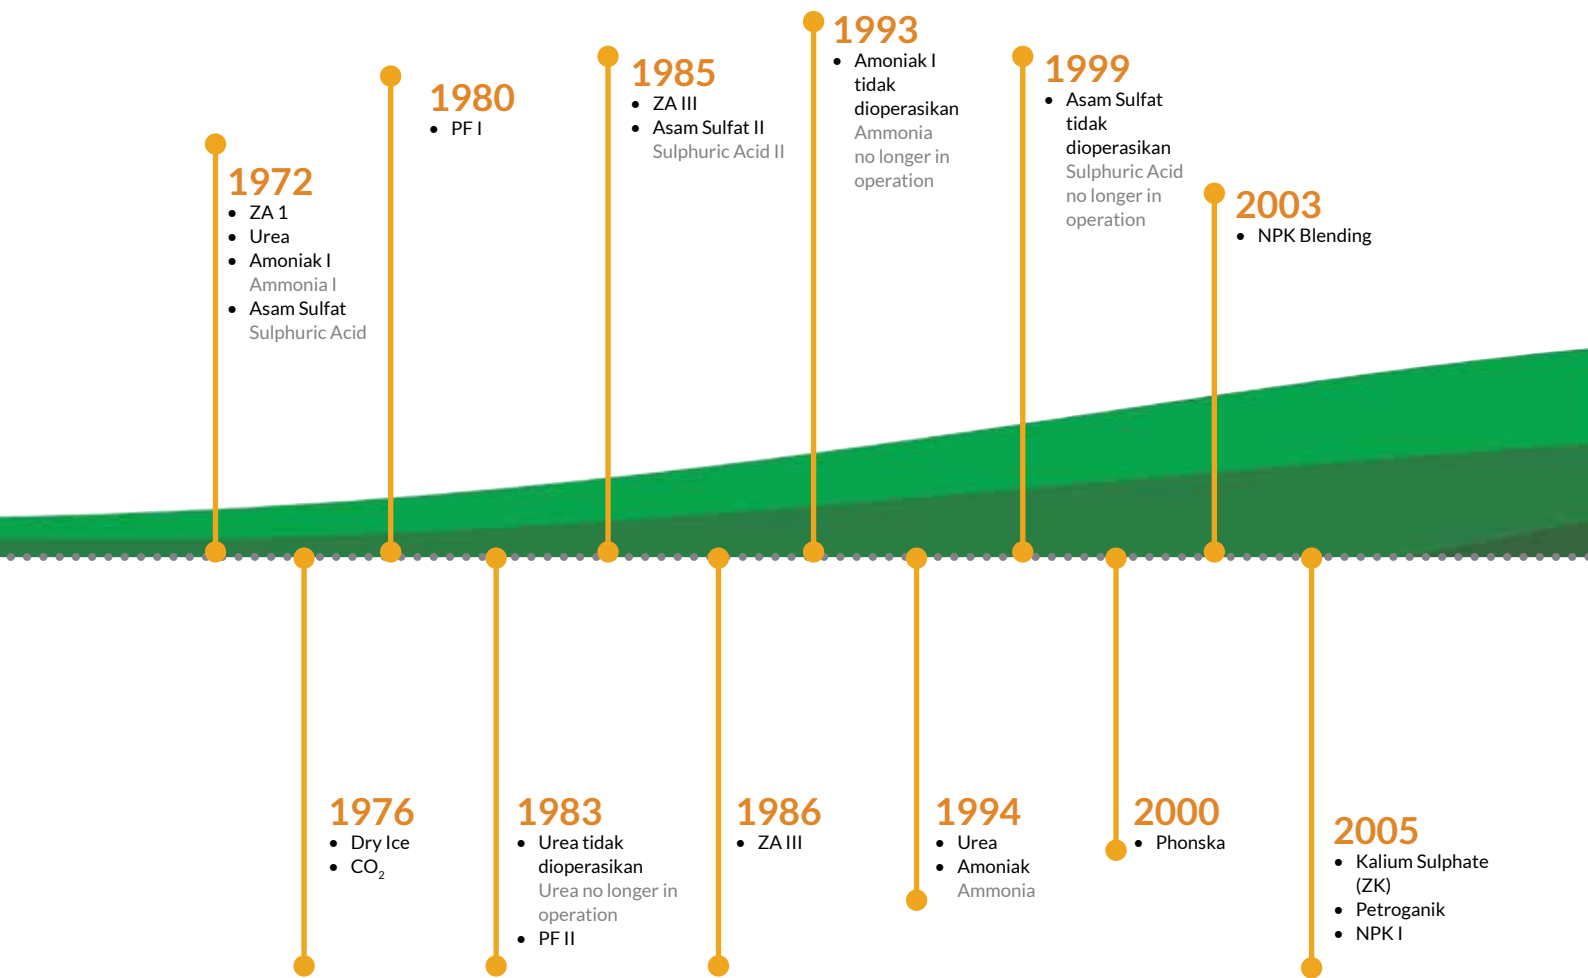 1972
• ZA 1
• Urea
• Amoniak I
Ammonia I
• Asam Sulfat
Sulphuric Acid
1976
• Dry Ice
• CO₂
1980
• PF I
1983
• Urea tidak
dioperasikan
Urea no longer in
operation
• PF II
1985
• ZA III
• Asam Sulfat II
Sulphuric Acid II
1986
• ZA III
1993
• Amoniak I
tidak
dioperasikan
Ammonia
no longer in
operation
1994
• Urea
• Amoniak
Ammonia
1999
• Asam Sulfat
tidak
dioperasikan
Sulphuric Acid
no longer in
operation
2000
• Phonska
2003
• NPK Blending
2005
• Kalium Sulphate
(ZK)
• Petroganik
• NPK I